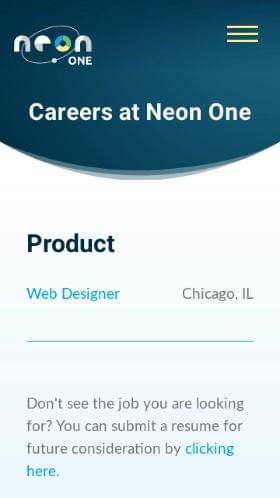 neon
ONE
Careers at Neon One
Product
Web Designer Chicago, IL
Don't see the job you are looking
for? You can submit a resume for
future consideration by clicking
here.